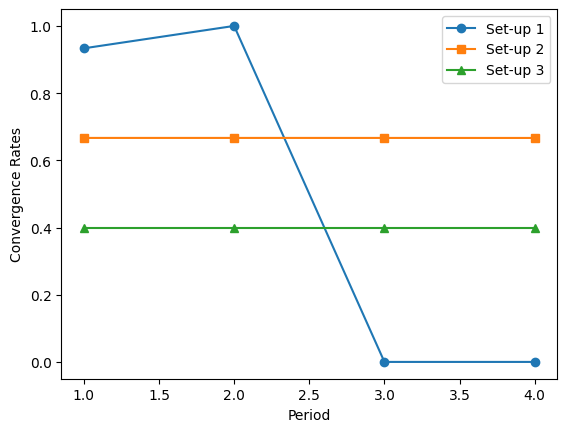 Set-up 1
Set-up 2
Set-up 3
1.0
0.8
0.6
0.4
0.2
0.0
Convergence Rates
1.0 1.5 2.0 2.5 3.0 3.5 4.0
Period